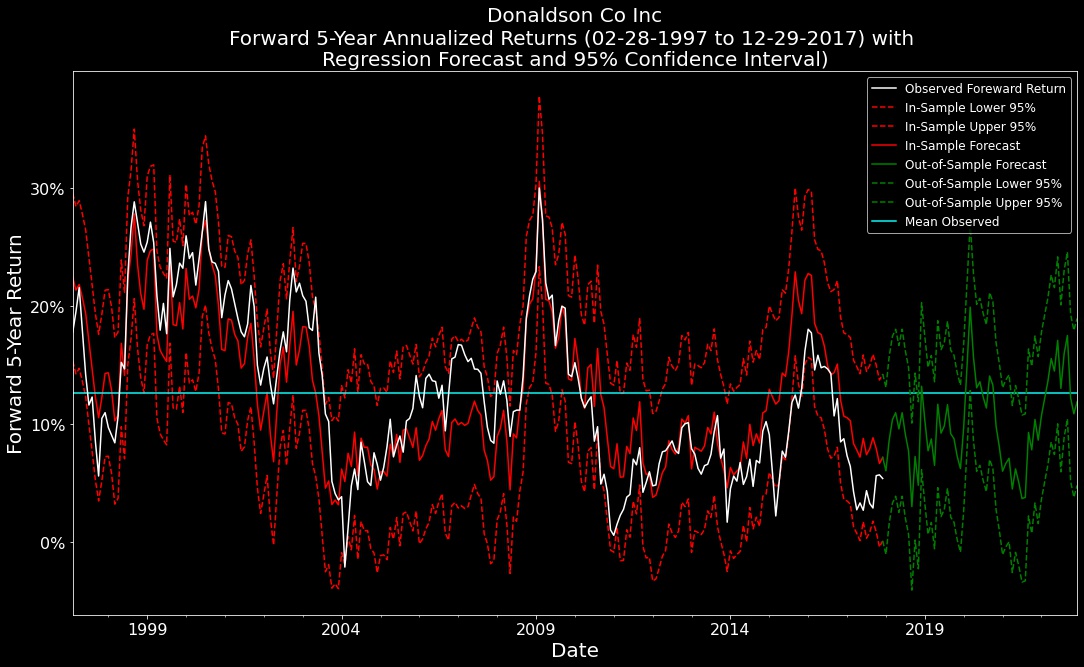 Donaldson Co Inc
Forward 5-Year Annualized Returns (02-28-1997 to 12-29-2017) with
Regression Forecast and 95% Confidence Interval)
Observed Foreward Return
In-Sample Lower 95%
In-Sample Upper 95%
In-Sample Forecast
Out-of-Sample Forecast
Out-of-Sample Lower 95%
Out-of-Sample Upper 95%
Mean Observed
Forward 5-Year Return
30%
20%
10%
0%
1999
2004
2009
2014
2019
Date